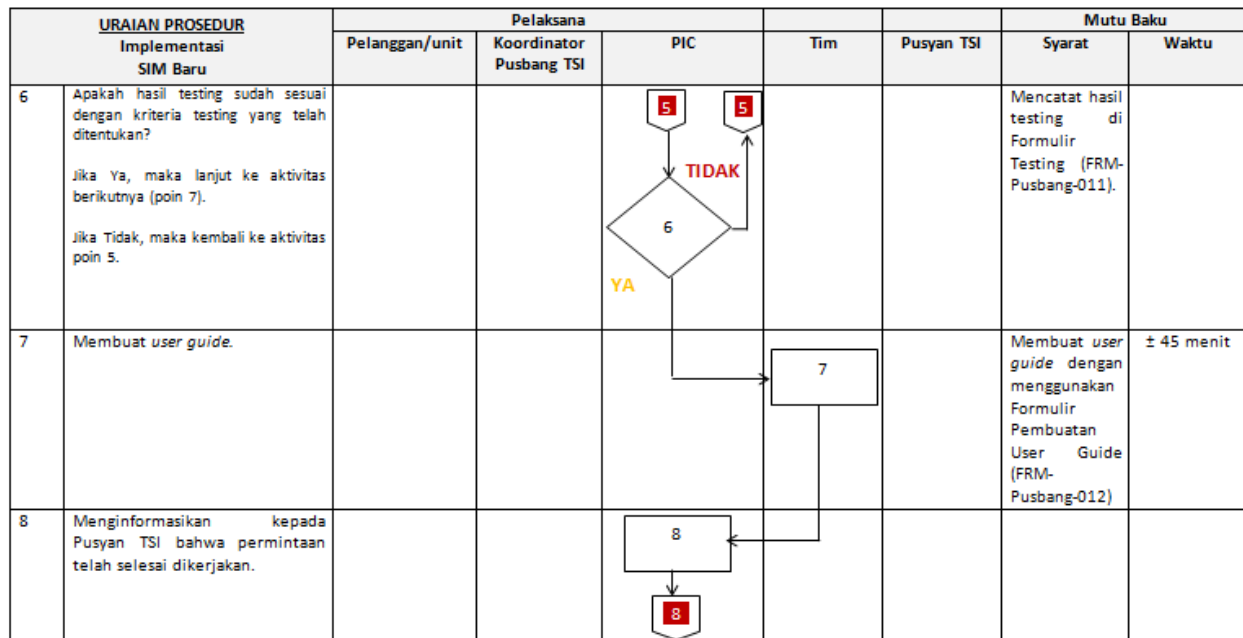 URAIAN PROSEDUR
Implementasi
SIM Baru
Pelaksana
Mutu Baku
Pelanggan/unit
Koordinator
Pusbang TSI
PIC
Tim
Pusyan TSI
Syarat
Waktu
6
Apakah hasil testing sudah sesuai
dengan kriteria testing yang telah
ditentukan?
Jika Ya, maka lanjut ke aktivitas
berikutnya (poin 7).
Jika Tidak, maka kembali ke aktivitas
poin 5.
5
5
TIDAK
6
YA
Mencatat hasil
testing di
Formulir
Testing (FRM-
Pusbang-011).
7
Membuat user guide.
7
Membuat user
guide dengan
menggunakan
Formulir
Pembuatan
User Guide
(FRM-
Pusbang-012)
± 45 menit
8
Menginformasikan kepada
Pusyan TSI bahwa permintaan
telah selesai dikerjakan.
8
8